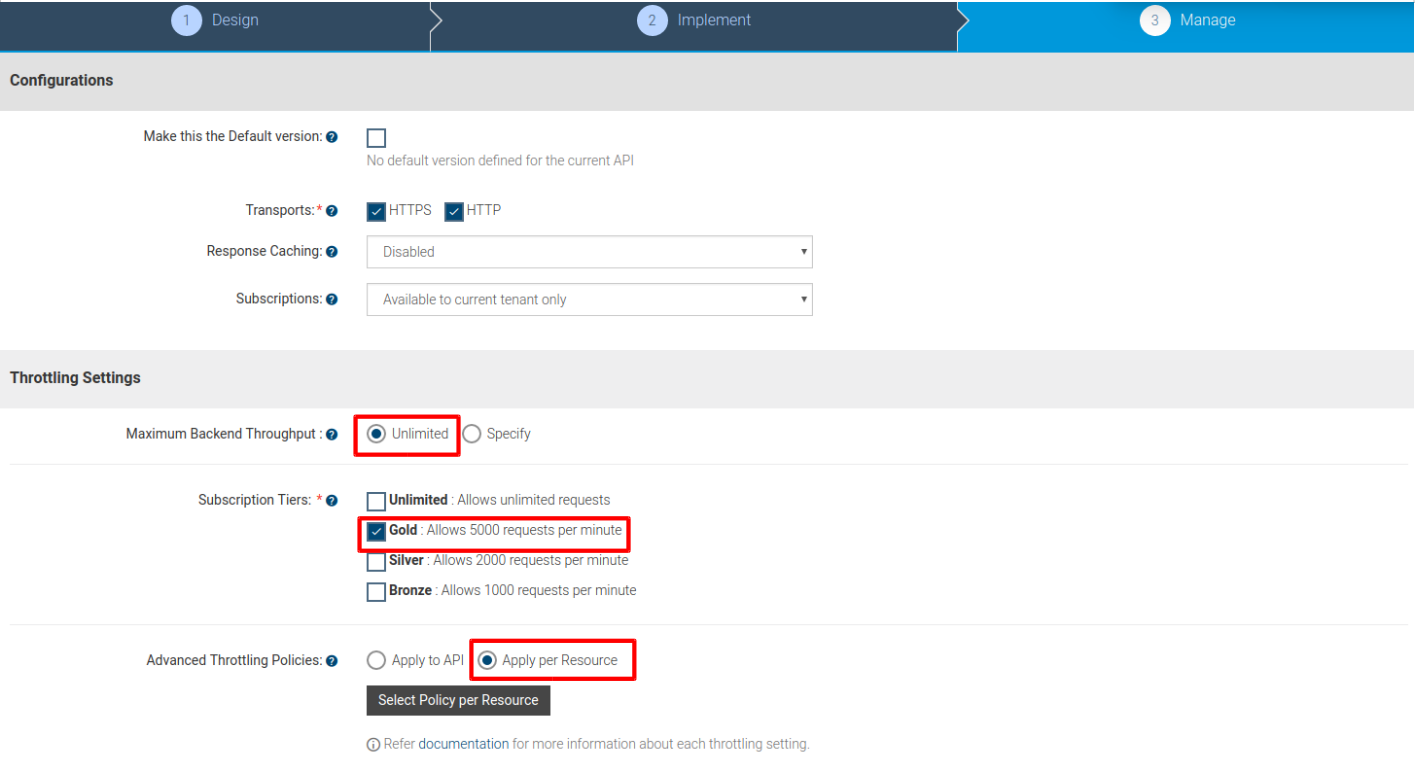 1 Design 2 Implement 3 Manage
Configurations
Make this the Default version: ?
No default version defined for the current API
Transports:* ? HTTPS HTTP
Response Caching: ? Disabled
Subscriptions: ? Available to current tenant only
Throttling Settings
Maximum Backend Throughput : ? Unlimited Specify
Subscription Tiers: * ? Unlimited : Allows unlimited requests
Gold : Allows 5000 requests per minute
Silver : Allows 2000 requests per minute
Bronze : Allows 1000 requests per minute
Advanced Throttling Policies: ? Apply to API Apply per Resource
Select Policy per Resource
Refer documentation for more information about each throttling setting.